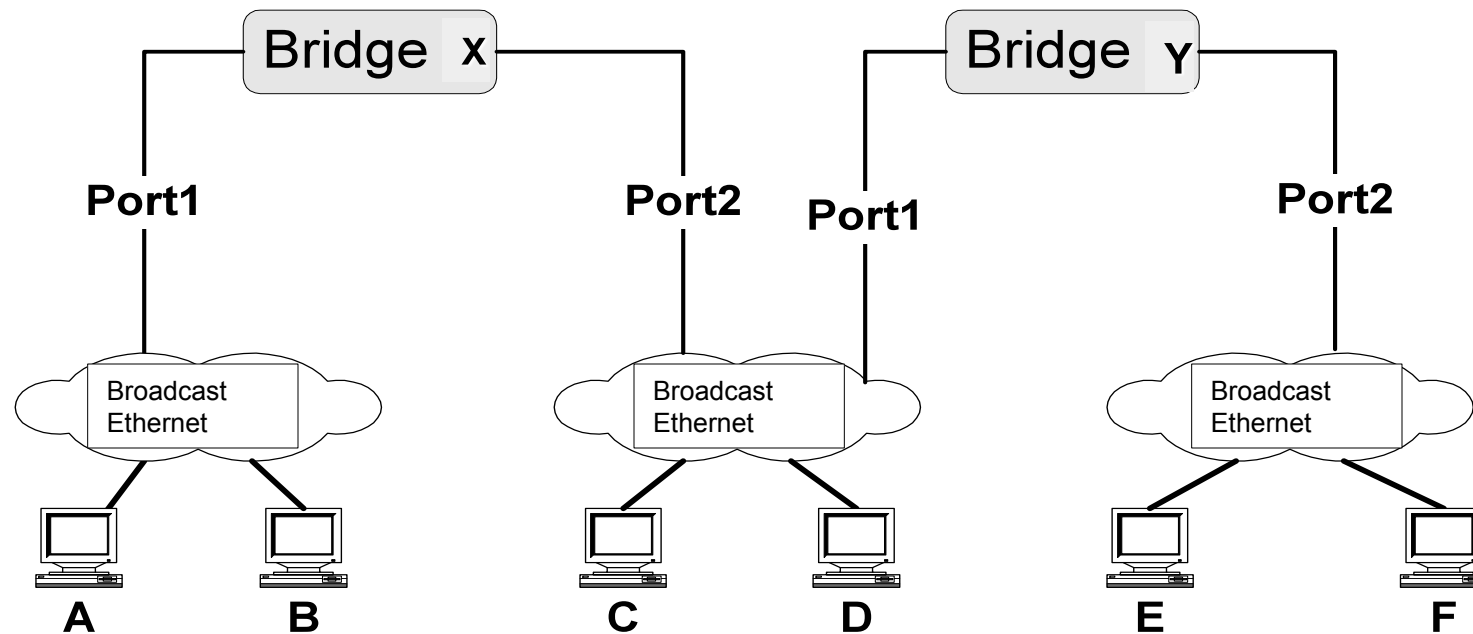 Bridge X
Bridge Y
Port1
Port2
Port1
Port2
Broadcast
Ethernet
Broadcast
Ethernet
Broadcast
Ethernet
A
B
C
D
E
F